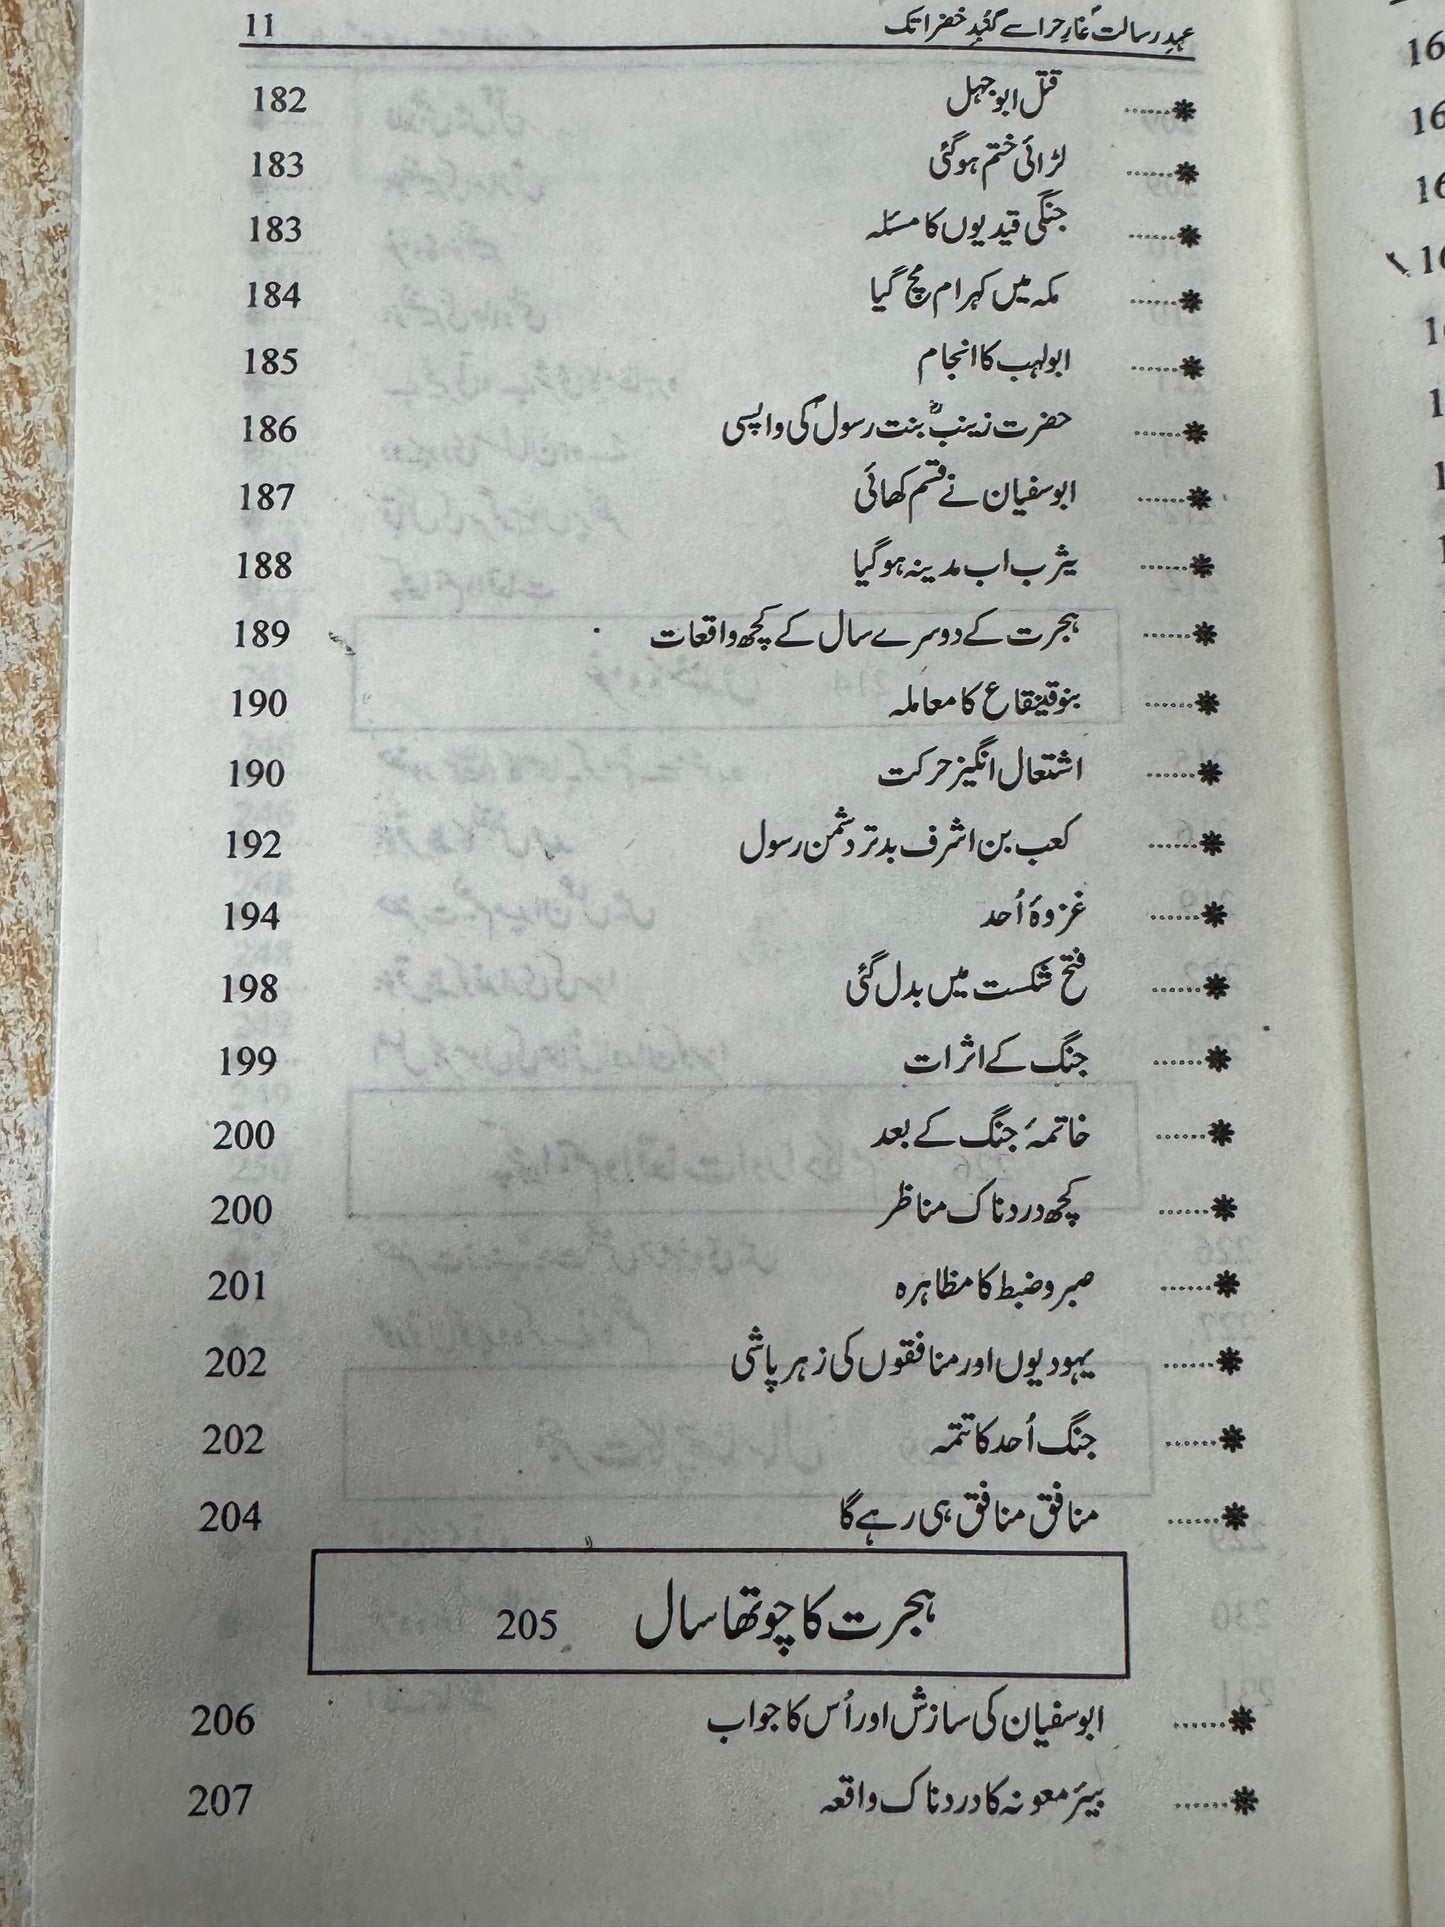 عہدِ رسالتؐ غارِ حرا سے گنبدِ خضرا تک 11
❋...... قتل ابوجہل 182
❋...... لڑائی ختم ہوگئی 183
❋...... جنگی قیدیوں کا مسئلہ 183
❋...... مکہ میں کہرام مچ گیا 184
❋...... ابولہب کا انجام 185
❋...... حضرت زینبؓ بنت رسولؐ کی واپسی 186
❋...... ابوسفیان نے قسم کھائی 187
❋...... یثرب اب مدینہ ہوگیا 188
❋...... ہجرت کے دوسرے سال کے کچھ واقعات 189
❋...... بنوقینقاع کا معاملہ 190
❋...... اشتعال انگیز حرکت 190
❋...... کعب بن اشرف بدتر دشمن رسول 192
❋...... غزوۂ اُحد 194
❋...... فتح شکست میں بدل گئی 198
❋...... جنگ کے اثرات 199
❋...... خاتمۂ جنگ کے بعد 200
❋...... کچھ دردناک مناظر 200
❋...... صبر وضبط کا مظاہرہ 201
❋...... یہودیوں اور منافقوں کی زہر پاشی 202
❋...... جنگ اُحد کا تتمہ 202
❋...... منافق منافق ہی رہے گا 204
ہجرت کا چوتھا سال 205
❋...... ابوسفیان کی سازش اور اُس کا جواب 206
❋...... بیئر معونہ کا دردناک واقعہ 207